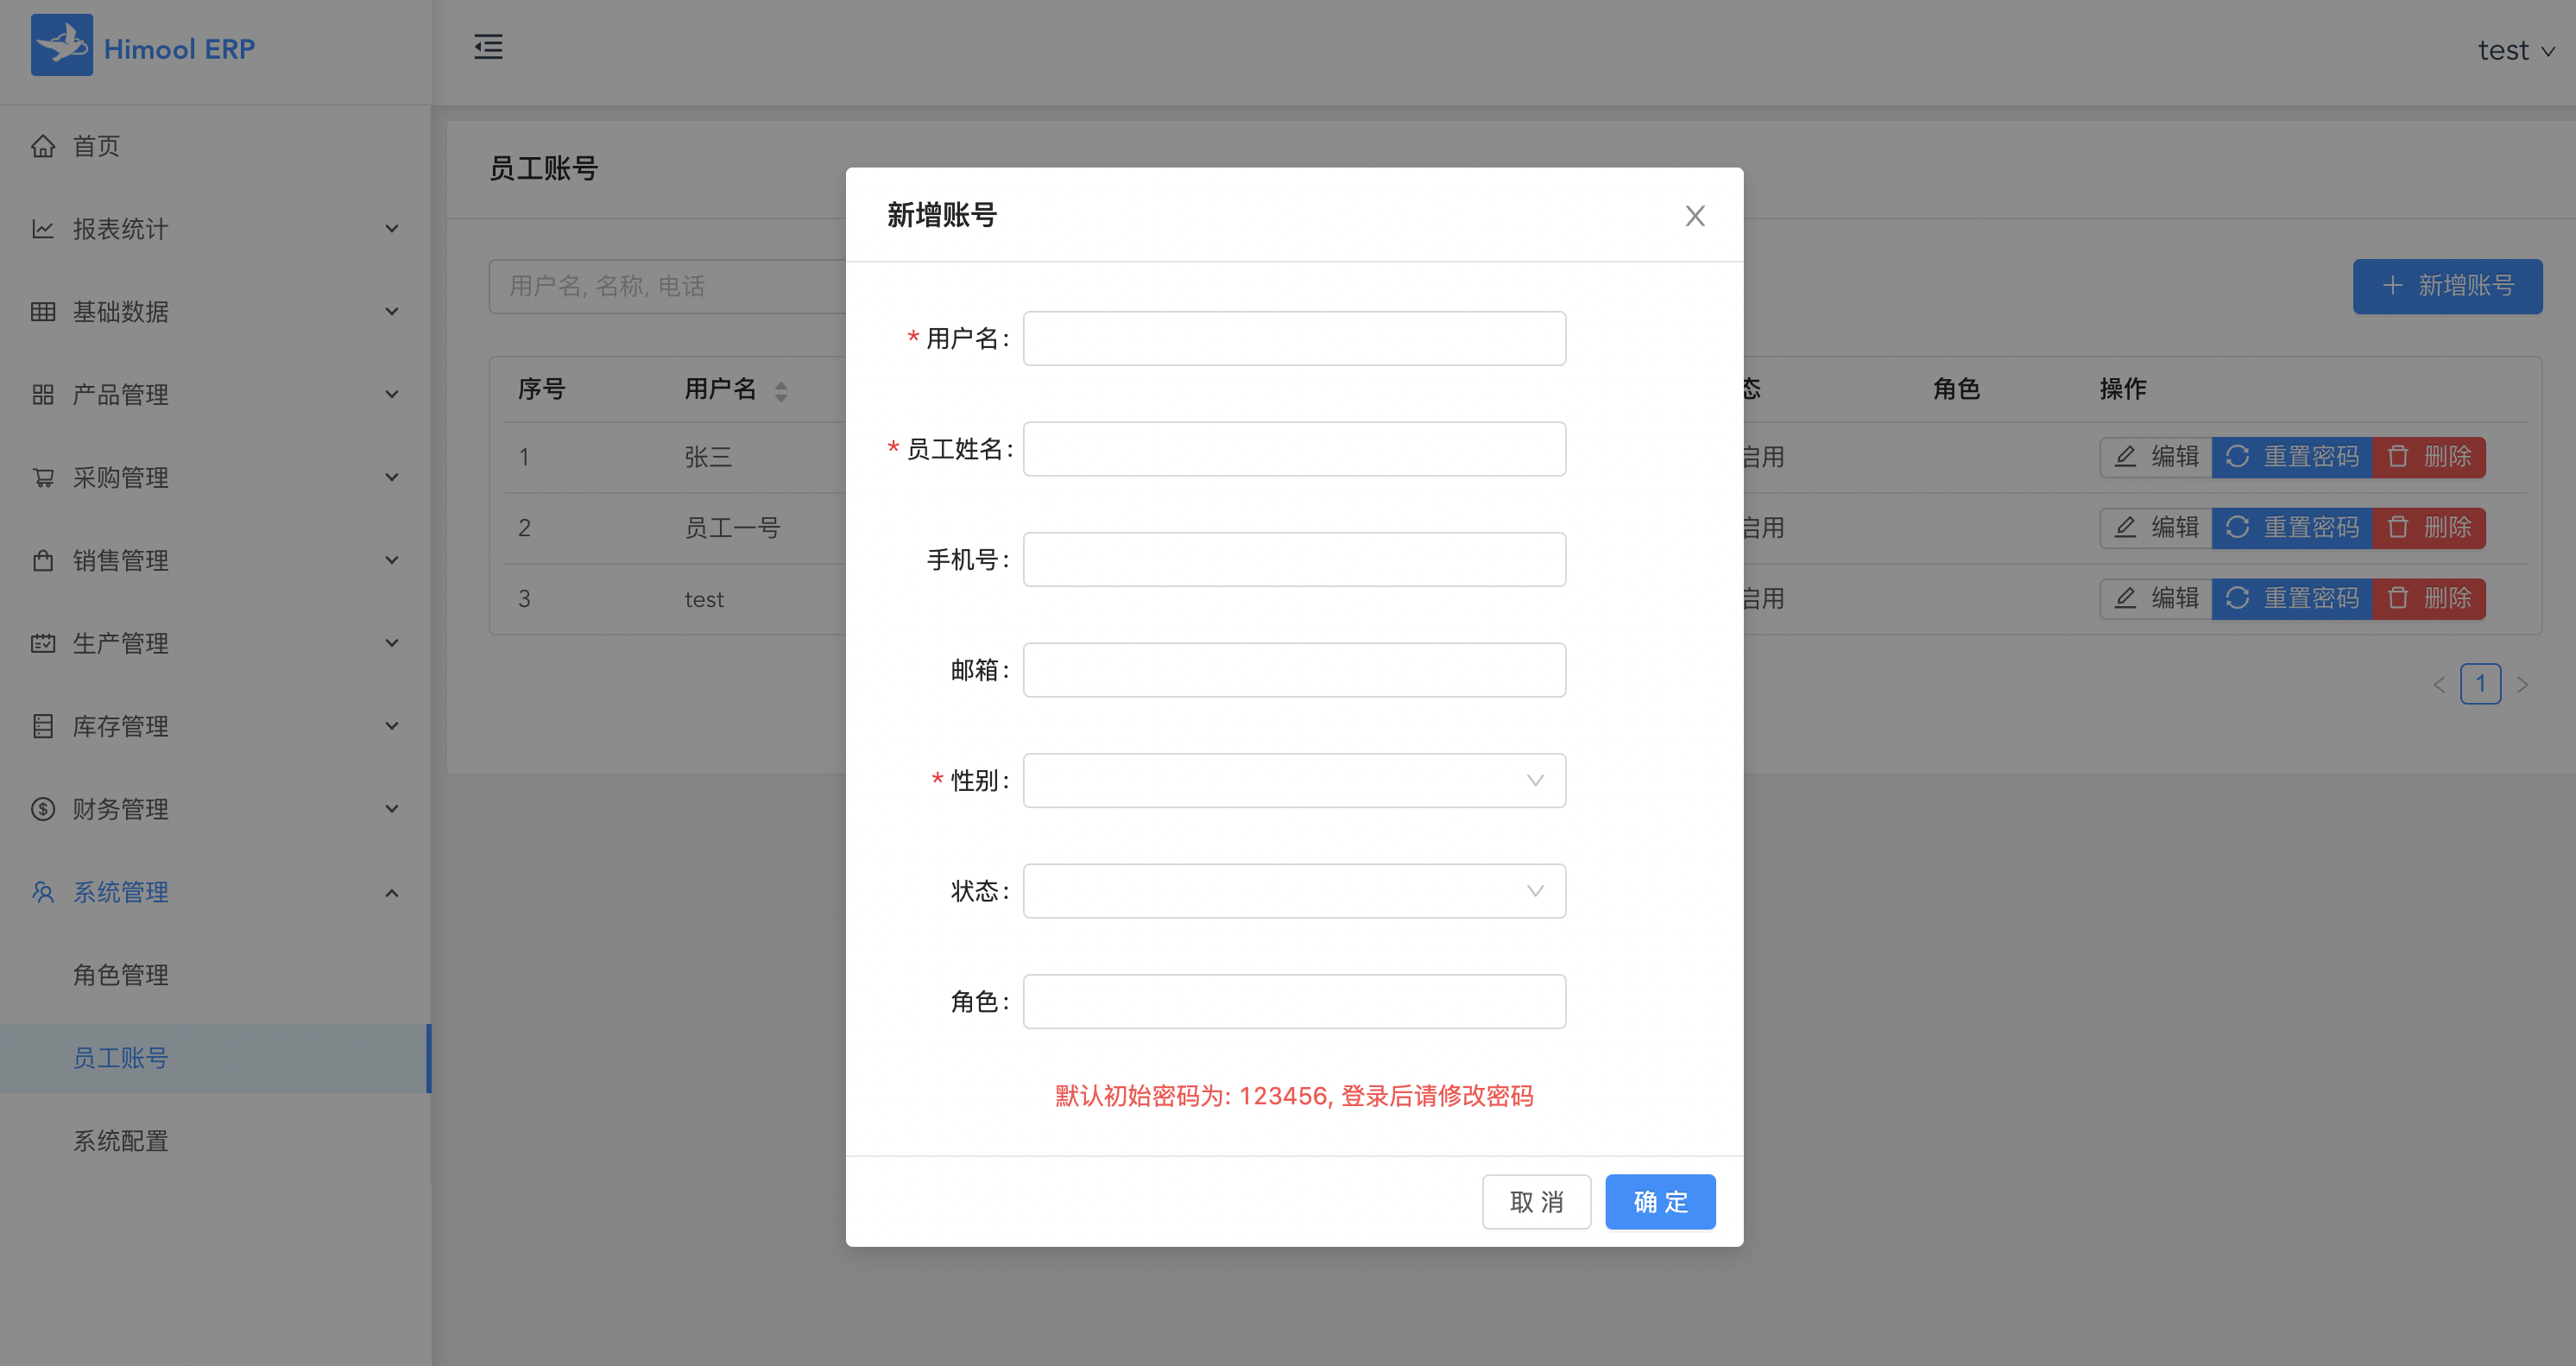 Himool ERP
test
首页
报表统计
基础数据
产品管理
采购管理
销售管理
生产管理
库存管理
财务管理
系统管理
角色管理
员工账号
系统配置
员工账号
用户名, 名称, 电话
新增账号
序号 用户名 态 角色 操作
1 张三 启用 编辑 重置密码 删除
2 员工一号 启用 编辑 重置密码 删除
3 test 启用 编辑 重置密码 删除
1
新增账号
* 用户名:
* 员工姓名:
手机号:
邮箱:
* 性别:
状态:
角色:
默认初始密码为: 123456, 登录后请修改密码
取 消 确 定